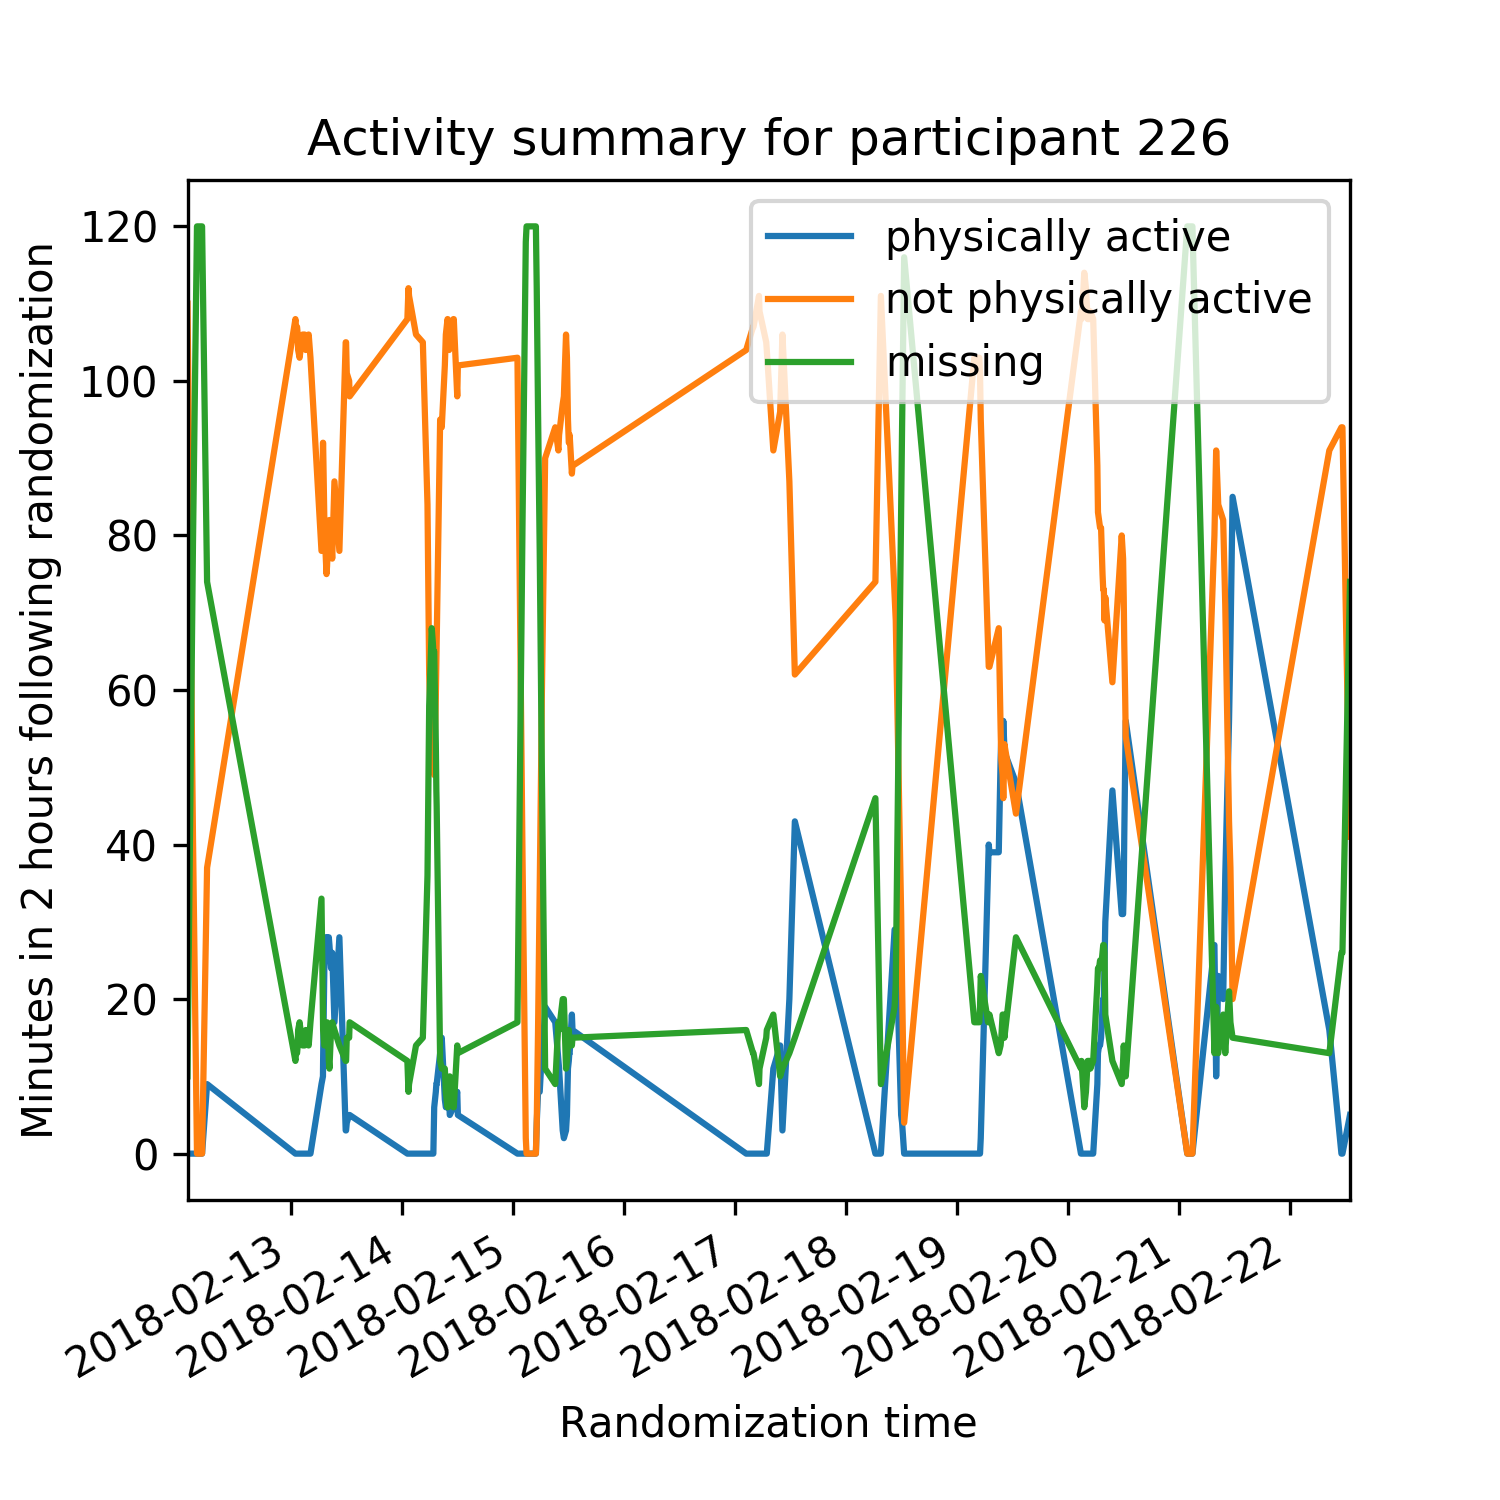 Activity summary for participant 226
physically active
not physically active
missing
Minutes in 2 hours following randomization
120
100
80
60
40
20
0
2018-02-13
2018-02-14
2018-02-15
2018-02-16
2018-02-17
2018-02-18
2018-02-19
2018-02-20
2018-02-21
2018-02-22
Randomization time